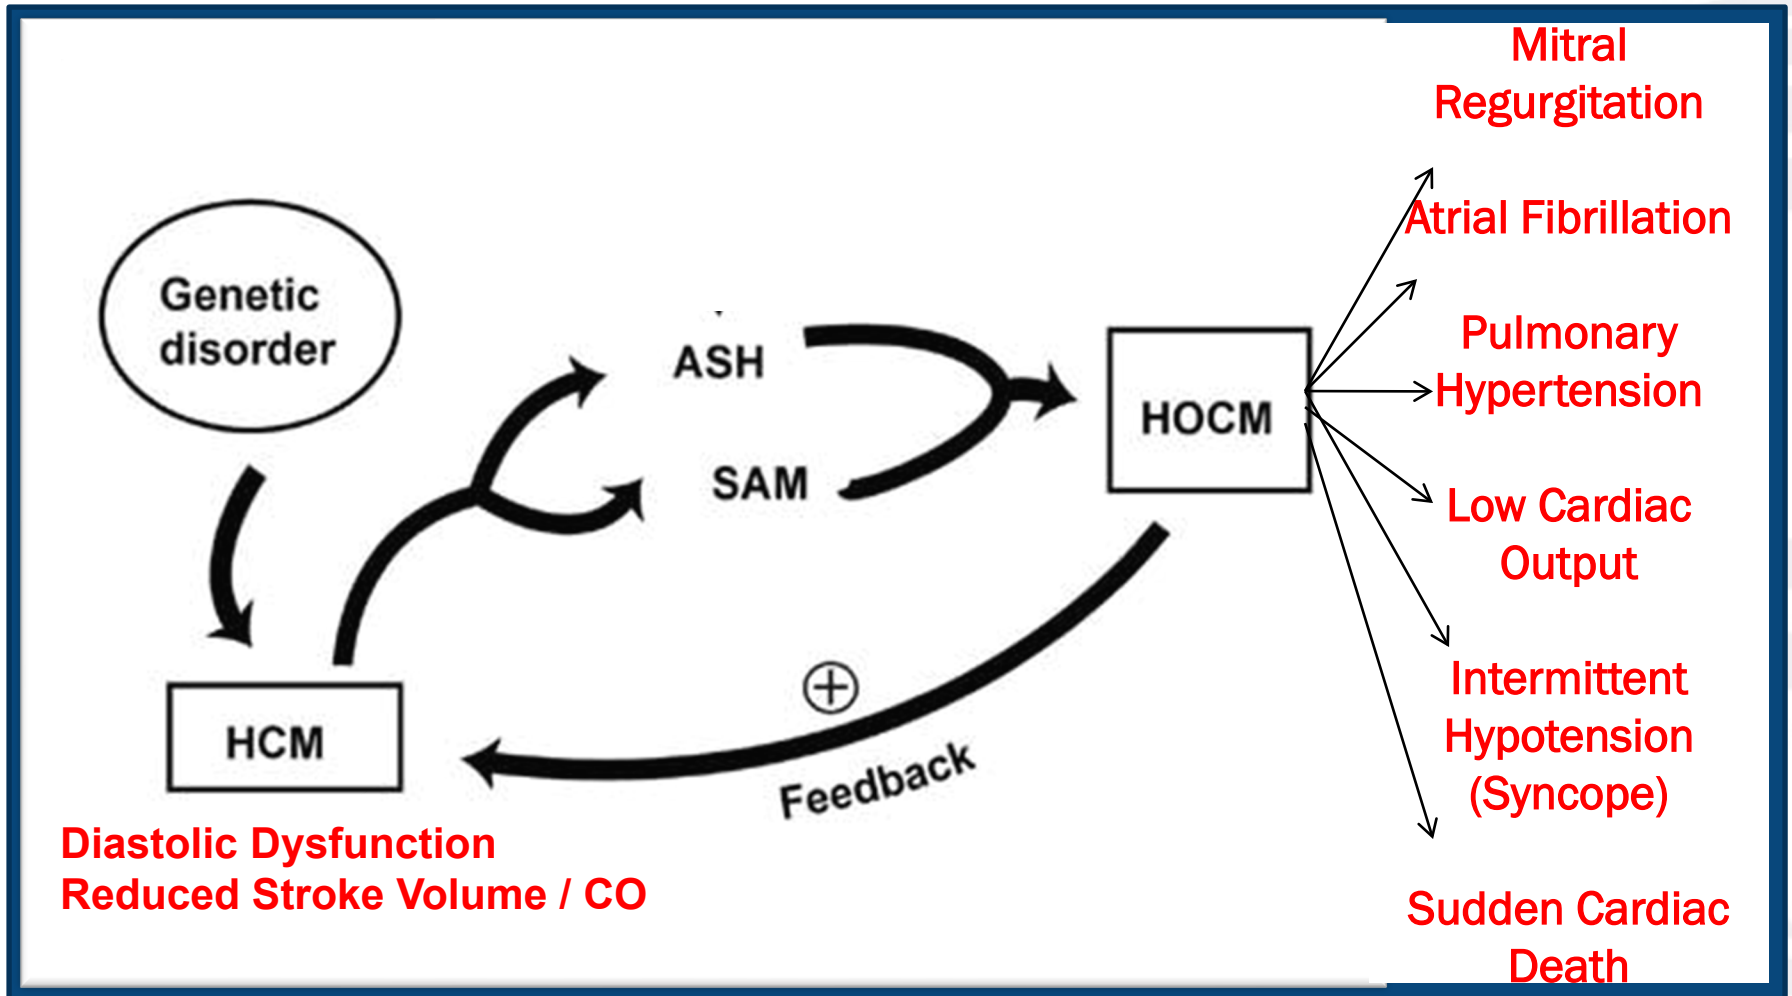 Genetic
disorder
HCM
Diastolic Dysfunction
Reduced Stroke Volume / CO
ASH
SAM
HOCM
+
Feedback
Mitral
Regurgitation
Atrial Fibrillation
Pulmonary
Hypertension
Low Cardiac
Output
Intermittent
Hypotension
(Syncope)
Sudden Cardiac
Death